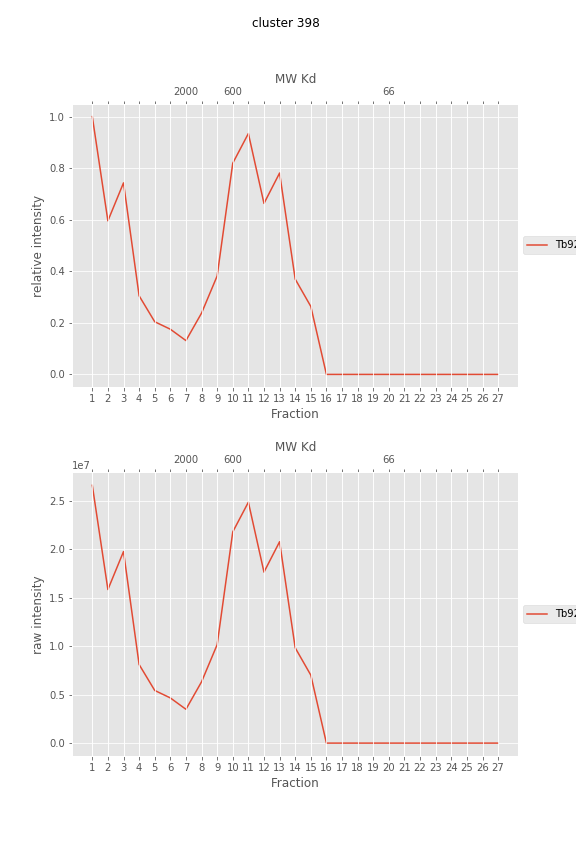 cluster 398
MW Kd
2000 600 66
1.0
0.8
0.6
0.4
0.2
0.0
relative intensity
1 2 3 4 5 6 7 8 9 10 11 12 13 14 15 16 17 18 19 20 21 22 23 24 25 26 27
Fraction
Tb92
MW Kd
2000 600 66
1e7
2.5
2.0
1.5
1.0
0.5
0.0
raw intensity
1 2 3 4 5 6 7 8 9 10 11 12 13 14 15 16 17 18 19 20 21 22 23 24 25 26 27
Fraction
Tb92